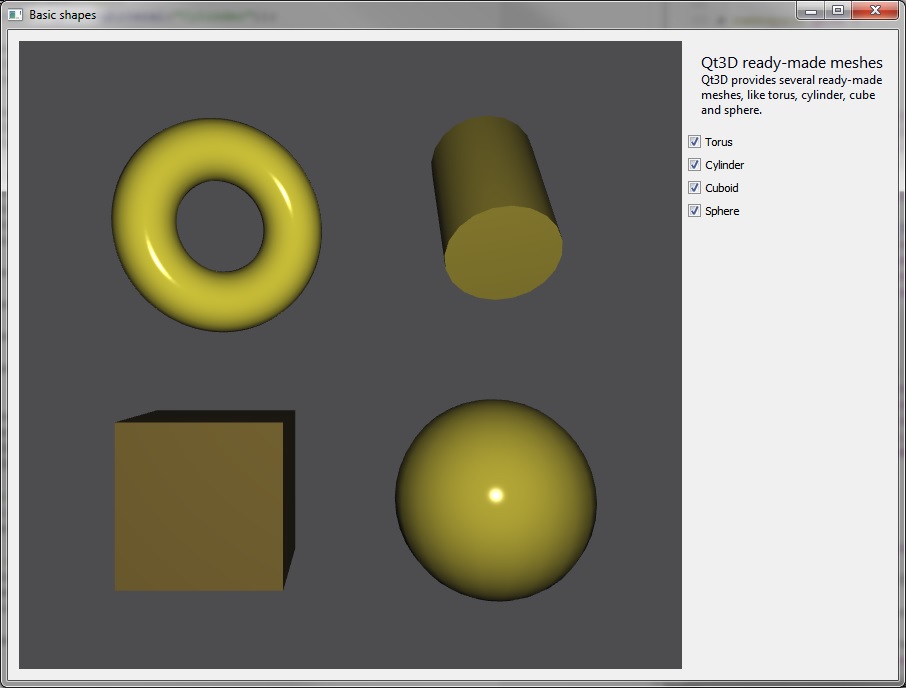 Basic shapes
Qt3D ready-made meshes
Qt3D provides several ready-made
meshes, like torus, cylinder, cube
and sphere.
Torus
Cylinder
Cuboid
Sphere